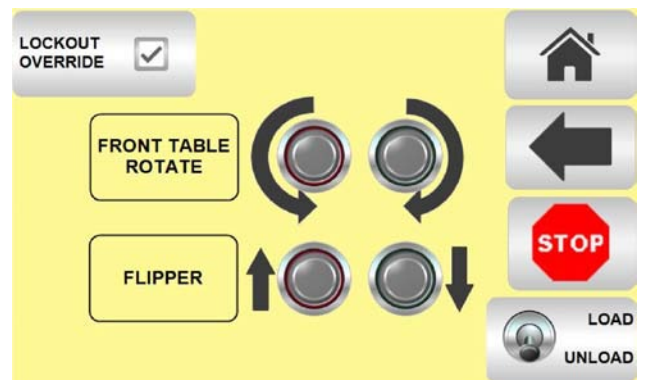 LOCKOUT
OVERRIDE
FRONT TABLE
ROTATE
FLIPPER
STOP
LOAD
UNLOAD